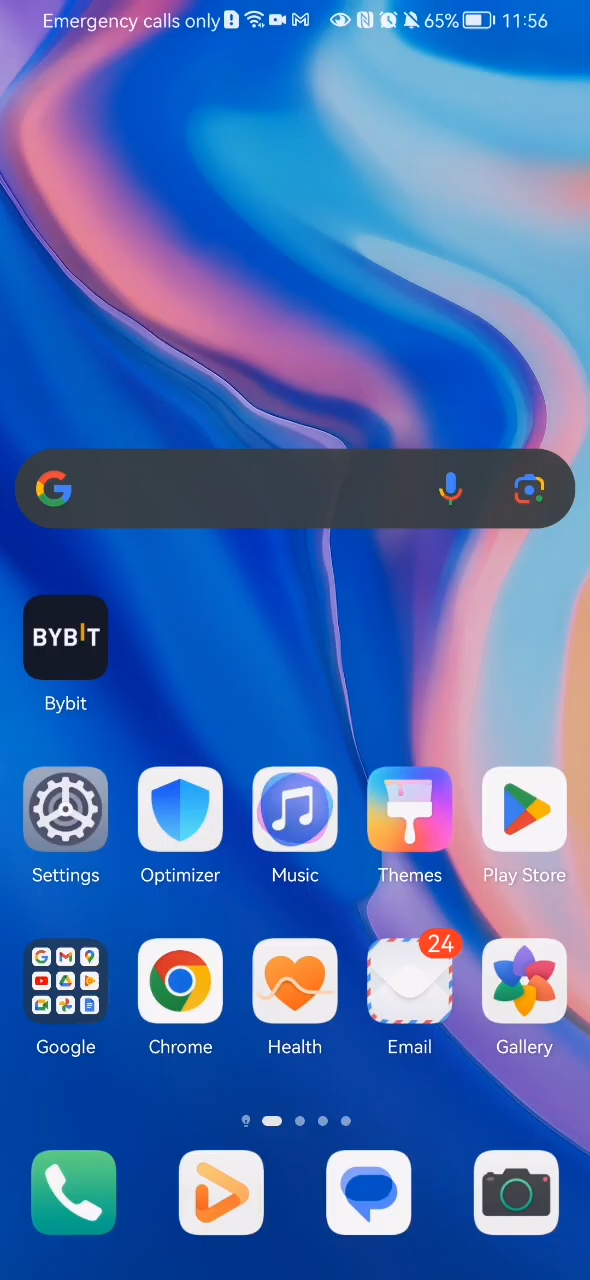 Emergency calls only 65% 11:56
BYBIT
Bybit
Settings Optimizer Music Themes Play Store
24
Google Chrome Health Email Gallery